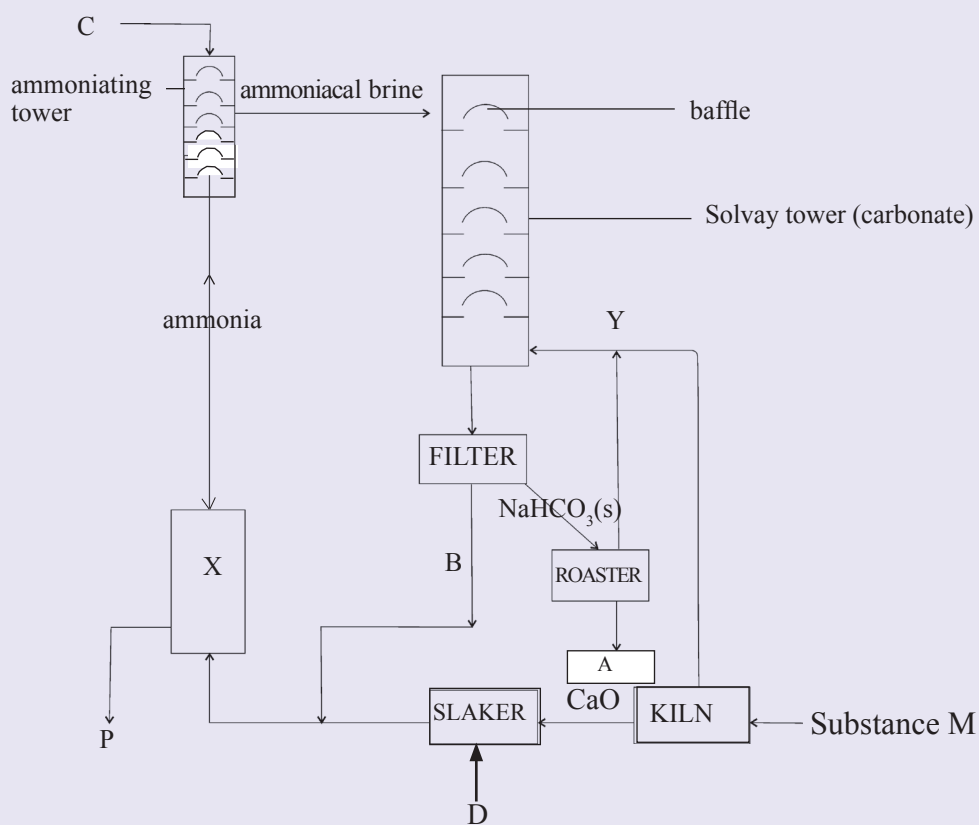 C
ammoniating
tower
ammoniacal brine
baffle
Solvay tower (carbonate)
ammonia
Y
FILTER
NaHCO₃(s)
X
B
ROASTER
A
CaO
SLAKER
KILN
Substance M
P
D